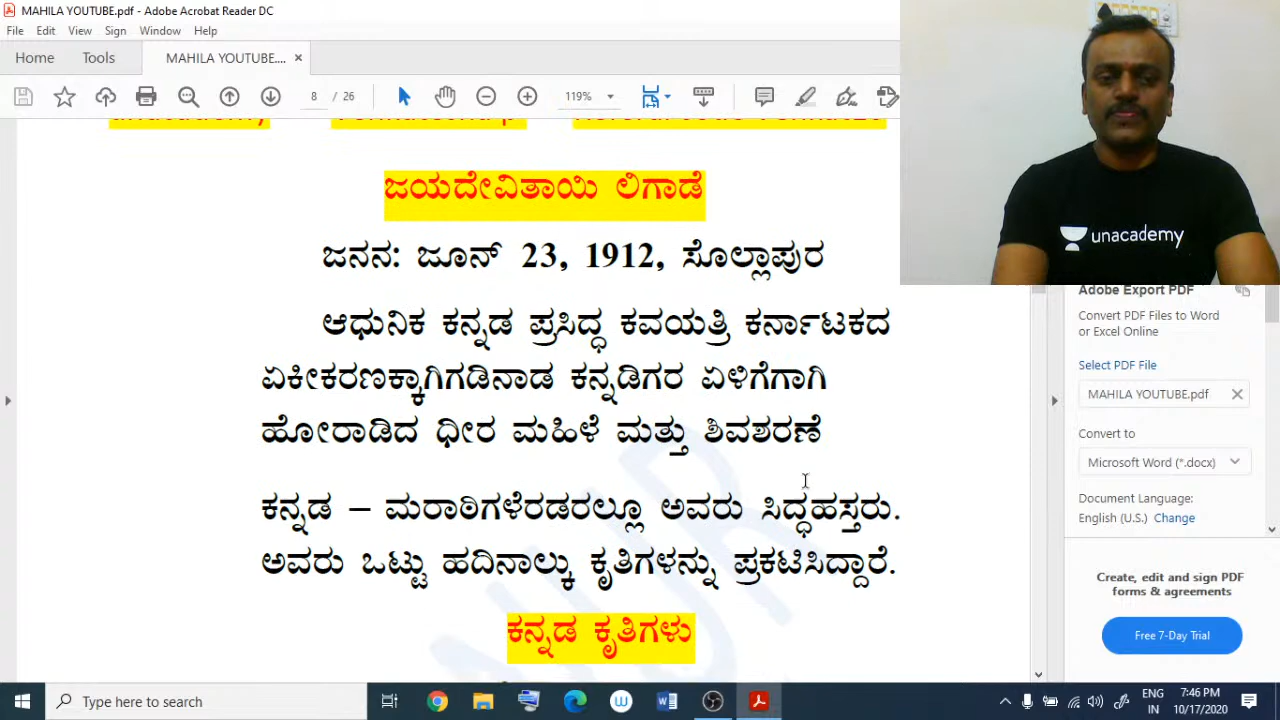 MAHILA YOUTUBE.pdf - Adobe Acrobat Reader DC
File Edit View Sign Window Help
Home Tools MAHILA YOUTUBE.... ×
8 / 26 119%
ಜಯದೇವಿತಾಯಿ ಲಿಗಾಡೆ
ಜನನ: ಜೂನ್ 23, 1912, ಸೊಲ್ಲಾಪುರ
ಆಧುನಿಕ ಕನ್ನಡ ಪ್ರಸಿದ್ಧ ಕವಯತ್ರಿ ಕರ್ನಾಟಕದ
ಏಕೀಕರಣಕ್ಕಾಗಿಗಡಿನಾಡ ಕನ್ನಡಿಗರ ಏಳಿಗೆಗಾಗಿ
ಹೋರಾಡಿದ ಧೀರ ಮಹಿಳೆ ಮತ್ತು ಶಿವಶರಣೆ
ಕನ್ನಡ – ಮರಾಠಿಗಳೆರಡರಲ್ಲೂ ಅವರು ಸಿದ್ಧಹಸ್ತರು.
ಅವರು ಒಟ್ಟು ಹದಿನಾಲ್ಕು ಕೃತಿಗಳನ್ನು ಪ್ರಕಟಿಸಿದ್ದಾರೆ.
ಕನ್ನಡ ಕೃತಿಗಳು
unacademy
Adobe Export PDF
Convert PDF Files to Word
or Excel Online
Select PDF File
MAHILA YOUTUBE.pdf
Convert to
Microsoft Word (*.docx)
Document Language:
English (U.S.) Change
Create, edit and sign PDF
forms & agreements
Free 7-Day Trial
Type here to search
ENG 7:46 PM
IN 10/17/2020